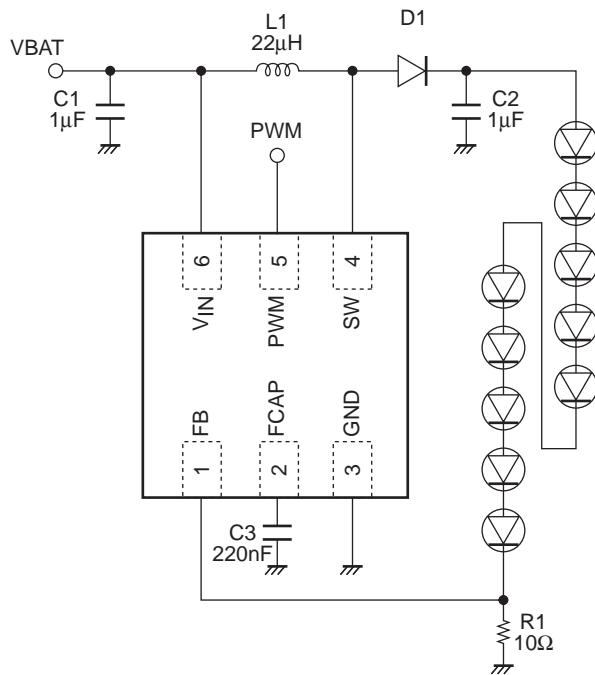 L1
22μH
D1
VBAT
C1
1μF
C2
1μF
PWM
6
5
4
VIN
PWM
SW
FB
FCAP
GND
1
2
3
C3
220nF
R1
10Ω